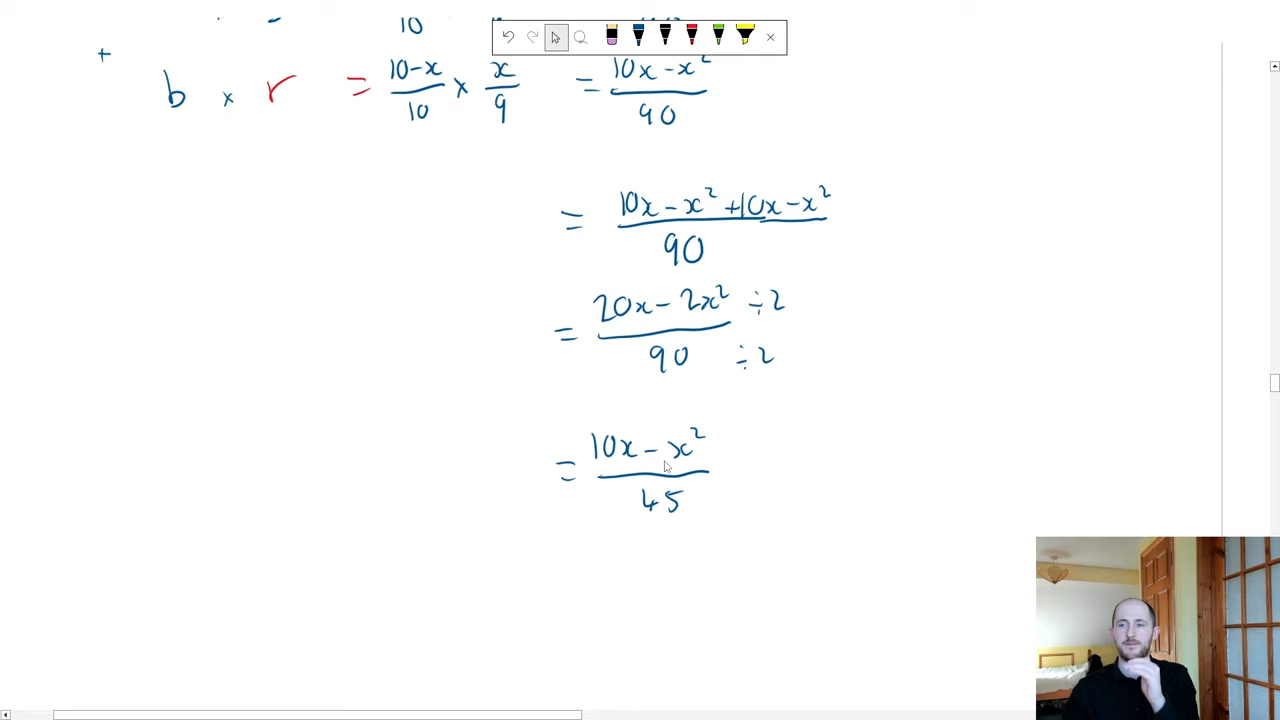 10
+ b × r = 10-x/10 × x/9 = 10x-x²/90
= 10x-x²+10x-x²/90
= 20x-2x² ÷2/90 ÷2
= 10x-x²/45